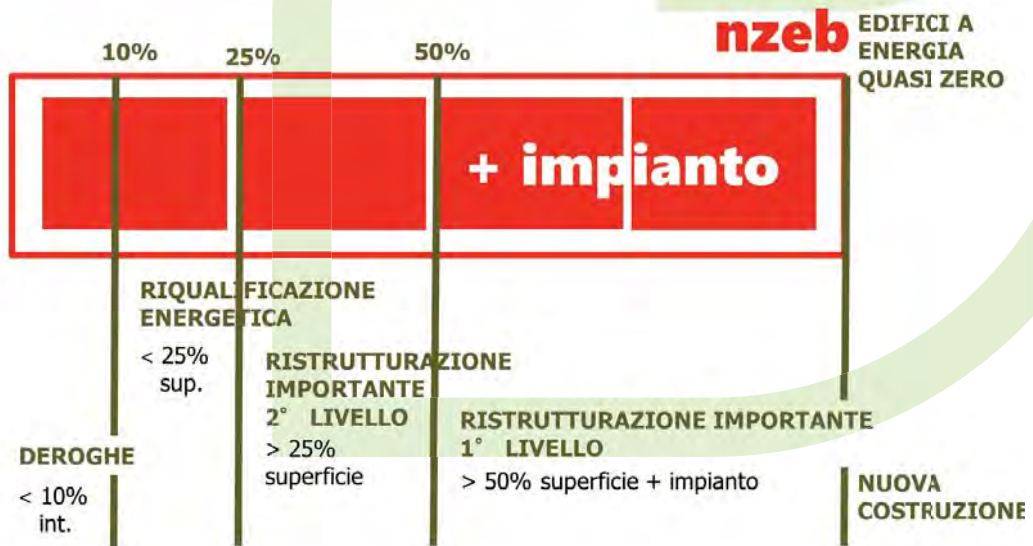 10%
25%
50%
nzeb
EDIFICI A
ENERGIA
QUASI ZERO
+ impianto
RIQUALIFICAZIONE
ENERGETICA
< 25%
sup.
RISTRUTTURAZIONE
IMPORTANTE
2° LIVELLO
> 25%
superficie
RISTRUTTURAZIONE IMPORTANTE
1° LIVELLO
> 50% superficie + impianto
DEROGHE
< 10%
int.
NUOVA
COSTRUZIONE